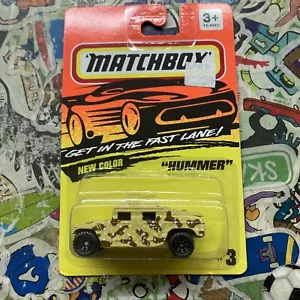 3+
YEARS
MATCHBOX
GET IN THE FAST LANE!
NEW COLOR
"HUMMER"
3